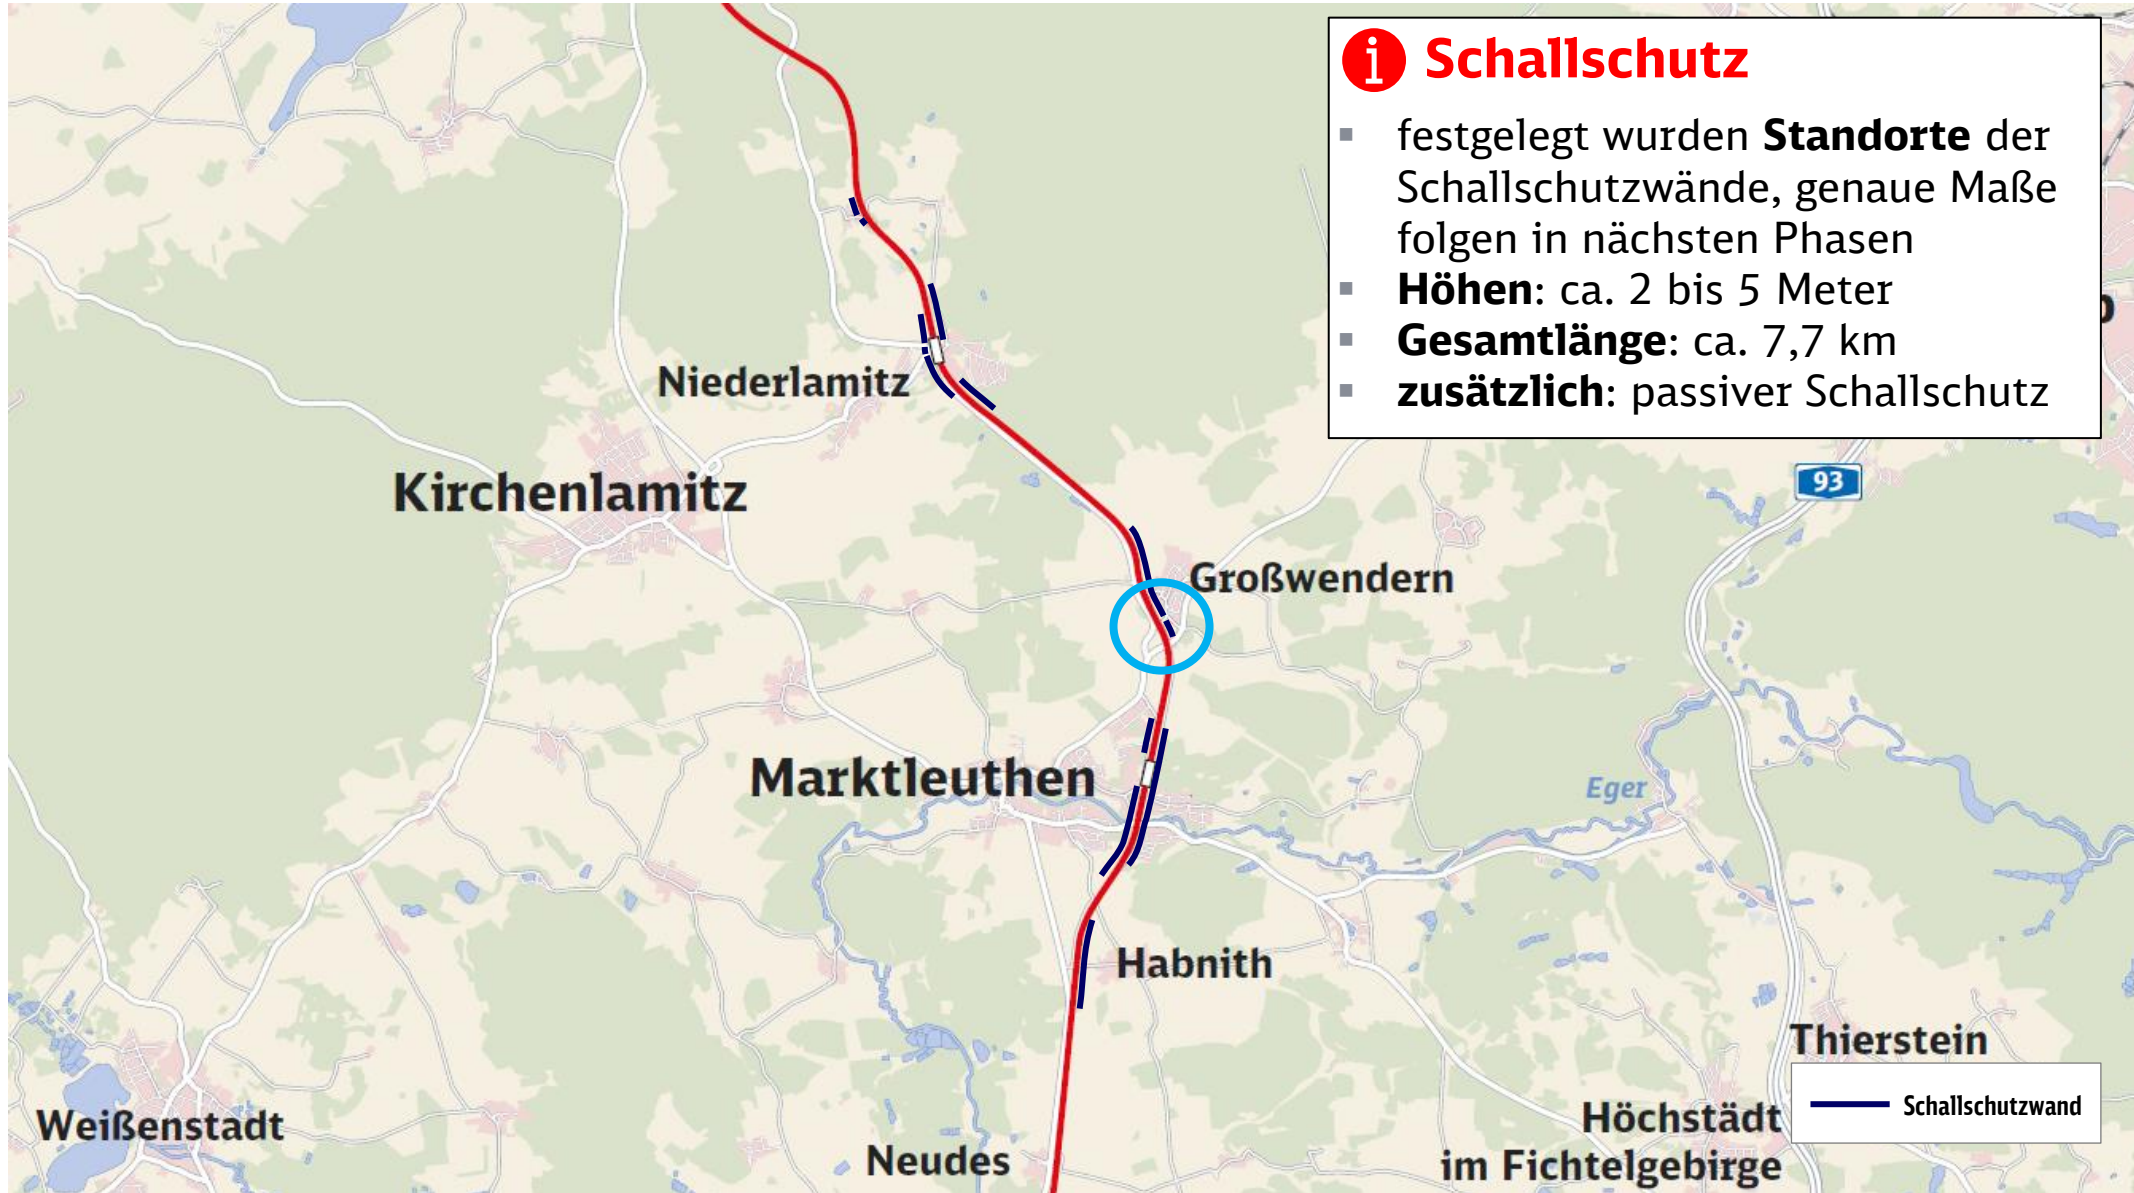 i Schallschutz
▪ festgelegt wurden Standorte der
Schallschutzwände, genaue Maße
folgen in nächsten Phasen
▪ Höhen: ca. 2 bis 5 Meter
▪ Gesamtlänge: ca. 7,7 km
▪ zusätzlich: passiver Schallschutz
Niederlamitz
Kirchenlamitz
93
Großwendern
Marktleuthen
Eger
Habnith
Thierstein
Schallschutzwand
Weißenstadt
Höchstädt
im Fichtelgebirge
Neudes